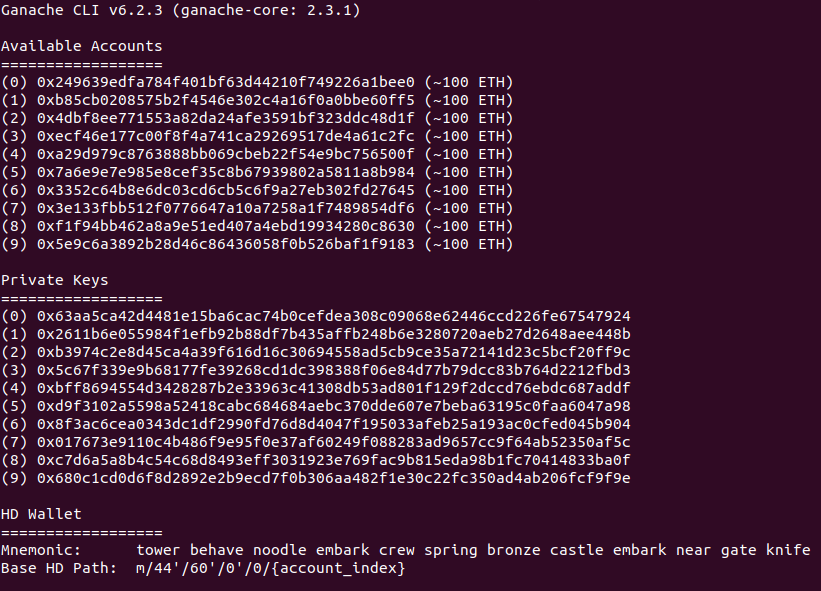 Ganache CLI v6.2.3 (ganache-core: 2.3.1)
Available Accounts
==================
(0) 0x249639edfa784f401bf63d44210f749226a1bee0 (~100 ETH)
(1) 0xb85cb0208575b2f4546e302c4a16f0a0bbe60ff5 (~100 ETH)
(2) 0x4dbf8ee771553a82da24afe3591bf323ddc48d1f (~100 ETH)
(3) 0xecf46e177c00f8f4a741ca29269517de4a61c2fc (~100 ETH)
(4) 0xa29d979c8763888bb069cbeb22f54e9bc756500f (~100 ETH)
(5) 0x7a6e9e7e985e8cef35c8b67939802a5811a8b984 (~100 ETH)
(6) 0x3352c64b8e6dc03cd6cb5c6f9a27eb302fd27645 (~100 ETH)
(7) 0x3e133fbb512f0776647a10a7258a1f7489854df6 (~100 ETH)
(8) 0xf1f94bb462a8a9e51ed407a4ebd19934280c8630 (~100 ETH)
(9) 0x5e9c6a3892b28d46c86436058f0b526baf1f9183 (~100 ETH)
Private Keys
==================
(0) 0x63aa5ca42d4481e15ba6cac74b0cefdea308c09068e62446ccd226fe67547924
(1) 0x2611b6e055984f1efb92b88df7b435affb248b6e3280720aeb27d2648aee448b
(2) 0xb3974c2e8d45ca4a39f616d16c30694558ad5cb9ce35a72141d23c5bcf20ff9c
(3) 0x5c67f339e9b68177fe39268cd1dc398388f06e84d77b79dcc83b764d2212fbd3
(4) 0xbff8694554d3428287b2e33963c41308db53ad801f129f2dccd76ebdc687addf
(5) 0xd9f3102a5598a52418cabc684684aebc370dde607e7beba63195c0faa6047a98
(6) 0x8f3ac6cea0343dc1df2990fd76d8d4047f195033afeb25a193ac0cfed045b904
(7) 0x017673e9110c4b486f9e95f0e37af60249f088283ad9657cc9f64ab52350af5c
(8) 0xc7d6a5a8b4c54c68d8493eff3031923e769fac9b815eda98b1fc70414833ba0f
(9) 0x680c1cd0d6f8d2892e2b9ecd7f0b306aa482f1e30c22fc350ad4ab206fcf9f9e
HD Wallet
==================
Mnemonic:      tower behave noodle embark crew spring bronze castle embark near gate knife
Base HD Path:  m/44'/60'/0'/0/{account_index}